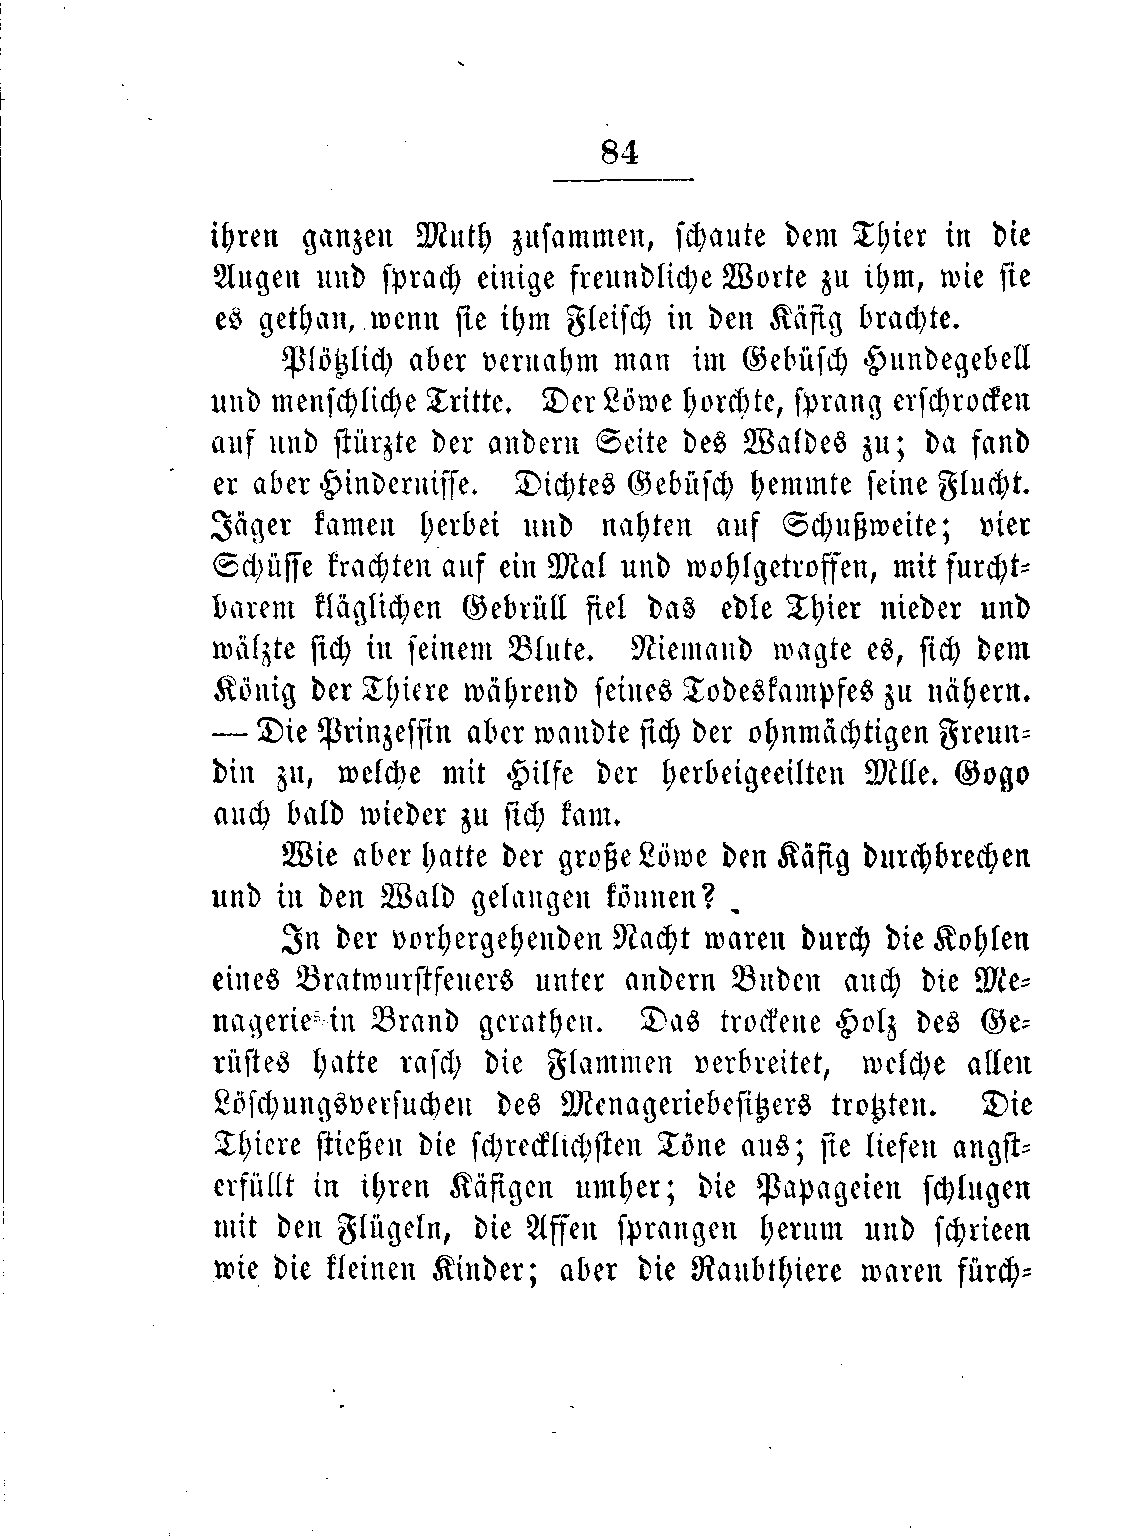 84
ihren ganzen Muth zusammen, schaute dem Thier in die
Augen und sprach einige freundliche Worte zu ihm, wie sie
es gethan, wenn sie ihm Fleisch in den Käfig brachte.
Plötzlich aber vernahm man im Gebüsch Hundegebell
und menschliche Tritte. Der Löwe horchte, sprang erschrocken
auf und stürzte der andern Seite des Waldes zu; da fand
er aber Hindernisse. Dichtes Gebüsch hemmte seine Flucht.
Jäger kamen herbei und nahten auf Schußweite; vier
Schüsse krachten auf ein Mal und wohlgetroffen, mit furcht-
barem kläglichen Gebrüll fiel das edle Thier nieder und
wälzte sich in seinem Blute. Niemand wagte es, sich dem
König der Thiere während seines Todeskampfes zu nähern.
— Die Prinzessin aber wandte sich der ohnmächtigen Freun-
din zu, welche mit Hilfe der herbeigeeilten Mlle. Gogo
auch bald wieder zu sich kam.
Wie aber hatte der große Löwe den Käfig durchbrechen
und in den Wald gelangen können?
In der vorhergehenden Nacht waren durch die Kohlen
eines Bratwurstfeuers unter andern Buden auch die Me-
nagerie in Brand gerathen. Das trockene Holz des Ge-
rüstes hatte rasch die Flammen verbreitet, welche allen
Löschungsversuchen des Menageriebesitzers trotzten. Die
Thiere stießen die schrecklichsten Töne aus; sie liefen angst-
erfüllt in ihren Käfigen umher; die Papageien schlugen
mit den Flügeln, die Affen sprangen herum und schrieen
wie die kleinen Kinder; aber die Raubthiere waren fürch-